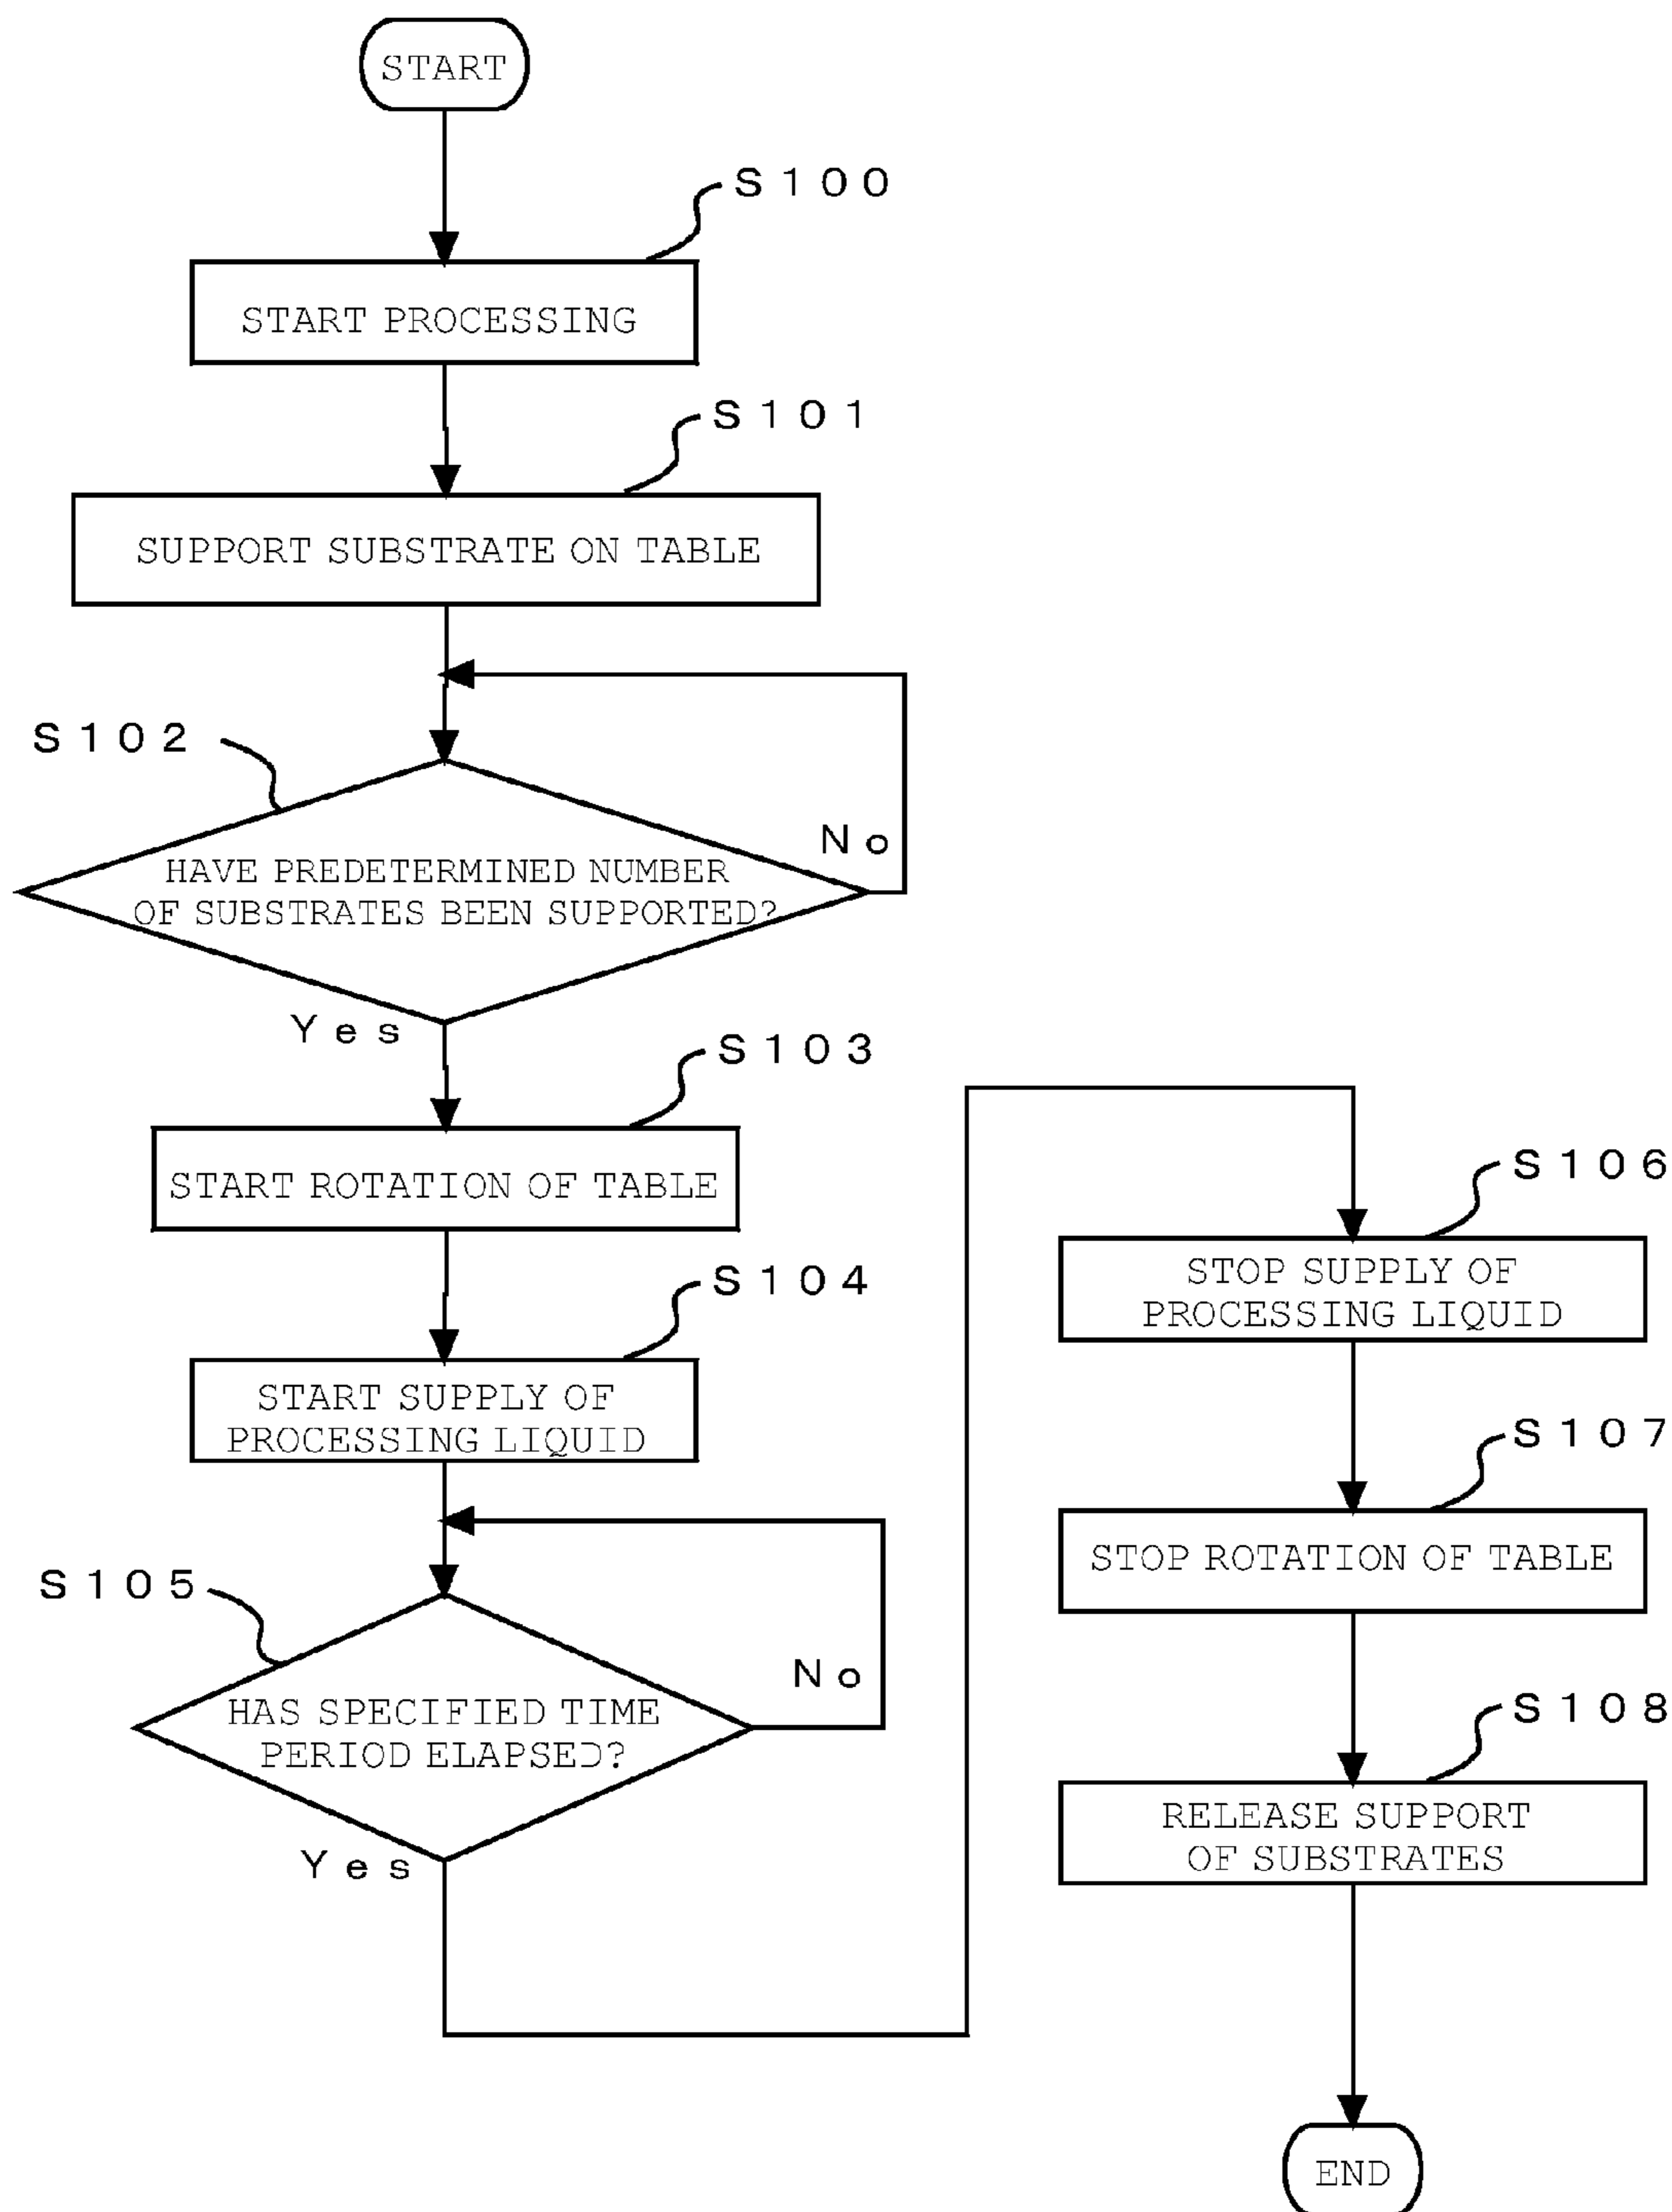 START
S100
START PROCESSING
S101
SUPPORT SUBSTRATE ON TABLE
S102
No
HAVE PREDETERMINED NUMBER
OF SUBSTRATES BEEN SUPPORTED?
Yes
S103
START ROTATION OF TABLE
S104
START SUPPLY OF
PROCESSING LIQUID
S105
No
HAS SPECIFIED TIME
PERIOD ELAPSED?
Yes
S106
STOP SUPPLY OF
PROCESSING LIQUID
S107
STOP ROTATION OF TABLE
S108
RELEASE SUPPORT
OF SUBSTRATES
END